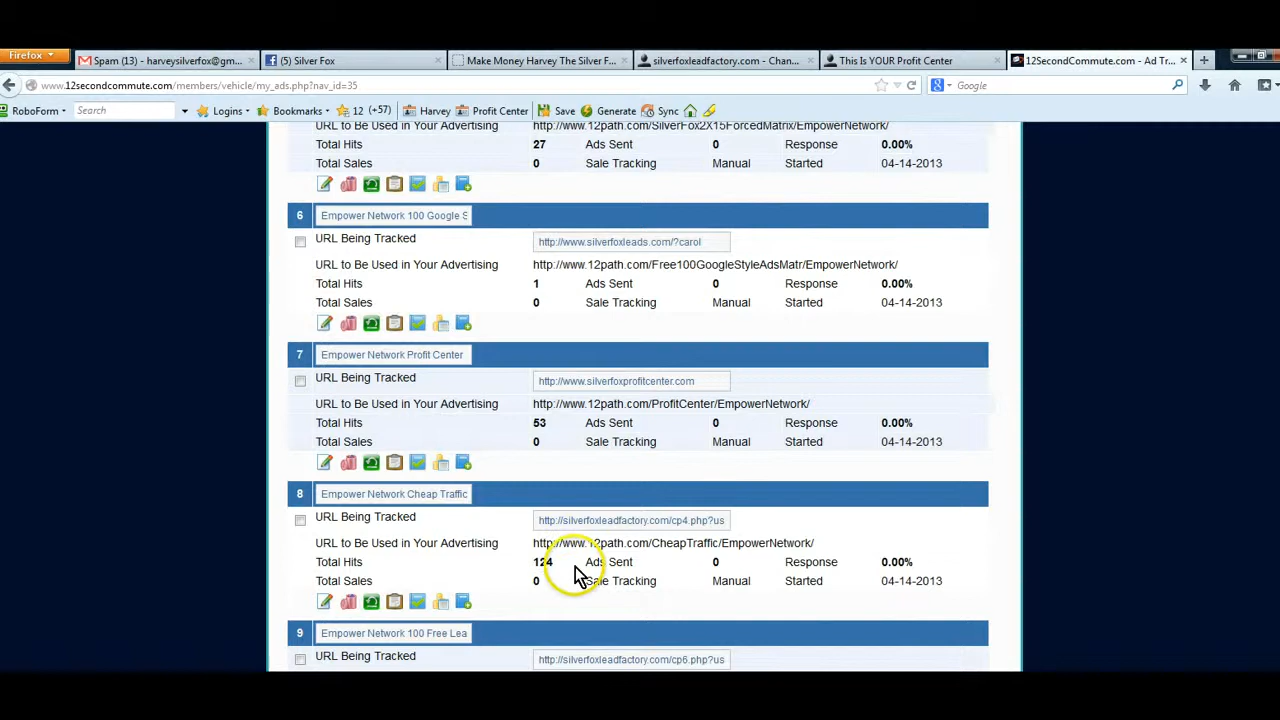 Firefox
Spam (13) - harveysilverfox@gm...
(5) Silver Fox
Make Money Harvey The Silver F...
silverfoxleadfactory.com - Chan...
This Is YOUR Profit Center
12SecondCommute.com - Ad Tr...
www.12secondcommute.com/members/vehicle/my_ads.php?nav_id=35
Google
RoboForm Search Logins Bookmarks 12 (+57) Harvey Profit Center Save Generate Sync
URL to Be Used in Your Advertising http://www.12path.com/SilverFox2X15ForcedMatrix/EmpowerNetwork/
Total Hits 27 Ads Sent 0 Response 0.00%
Total Sales 0 Sale Tracking Manual Started 04-14-2013
6 Empower Network 100 Google S
URL Being Tracked http://www.silverfoxleads.com/?carol
URL to Be Used in Your Advertising http://www.12path.com/Free100GoogleStyleAdsMatr/EmpowerNetwork/
Total Hits 1 Ads Sent 0 Response 0.00%
Total Sales 0 Sale Tracking Manual Started 04-14-2013
7 Empower Network Profit Center
URL Being Tracked http://www.silverfoxprofitcenter.com
URL to Be Used in Your Advertising http://www.12path.com/ProfitCenter/EmpowerNetwork/
Total Hits 53 Ads Sent 0 Response 0.00%
Total Sales 0 Sale Tracking Manual Started 04-14-2013
8 Empower Network Cheap Traffic
URL Being Tracked http://silverfoxleadfactory.com/cp4.php?us
URL to Be Used in Your Advertising http://www.12path.com/CheapTraffic/EmpowerNetwork/
Total Hits 124 Ads Sent 0 Response 0.00%
Total Sales 0 Sale Tracking Manual Started 04-14-2013
9 Empower Network 100 Free Lea
URL Being Tracked http://silverfoxleadfactory.com/cp6.php?us